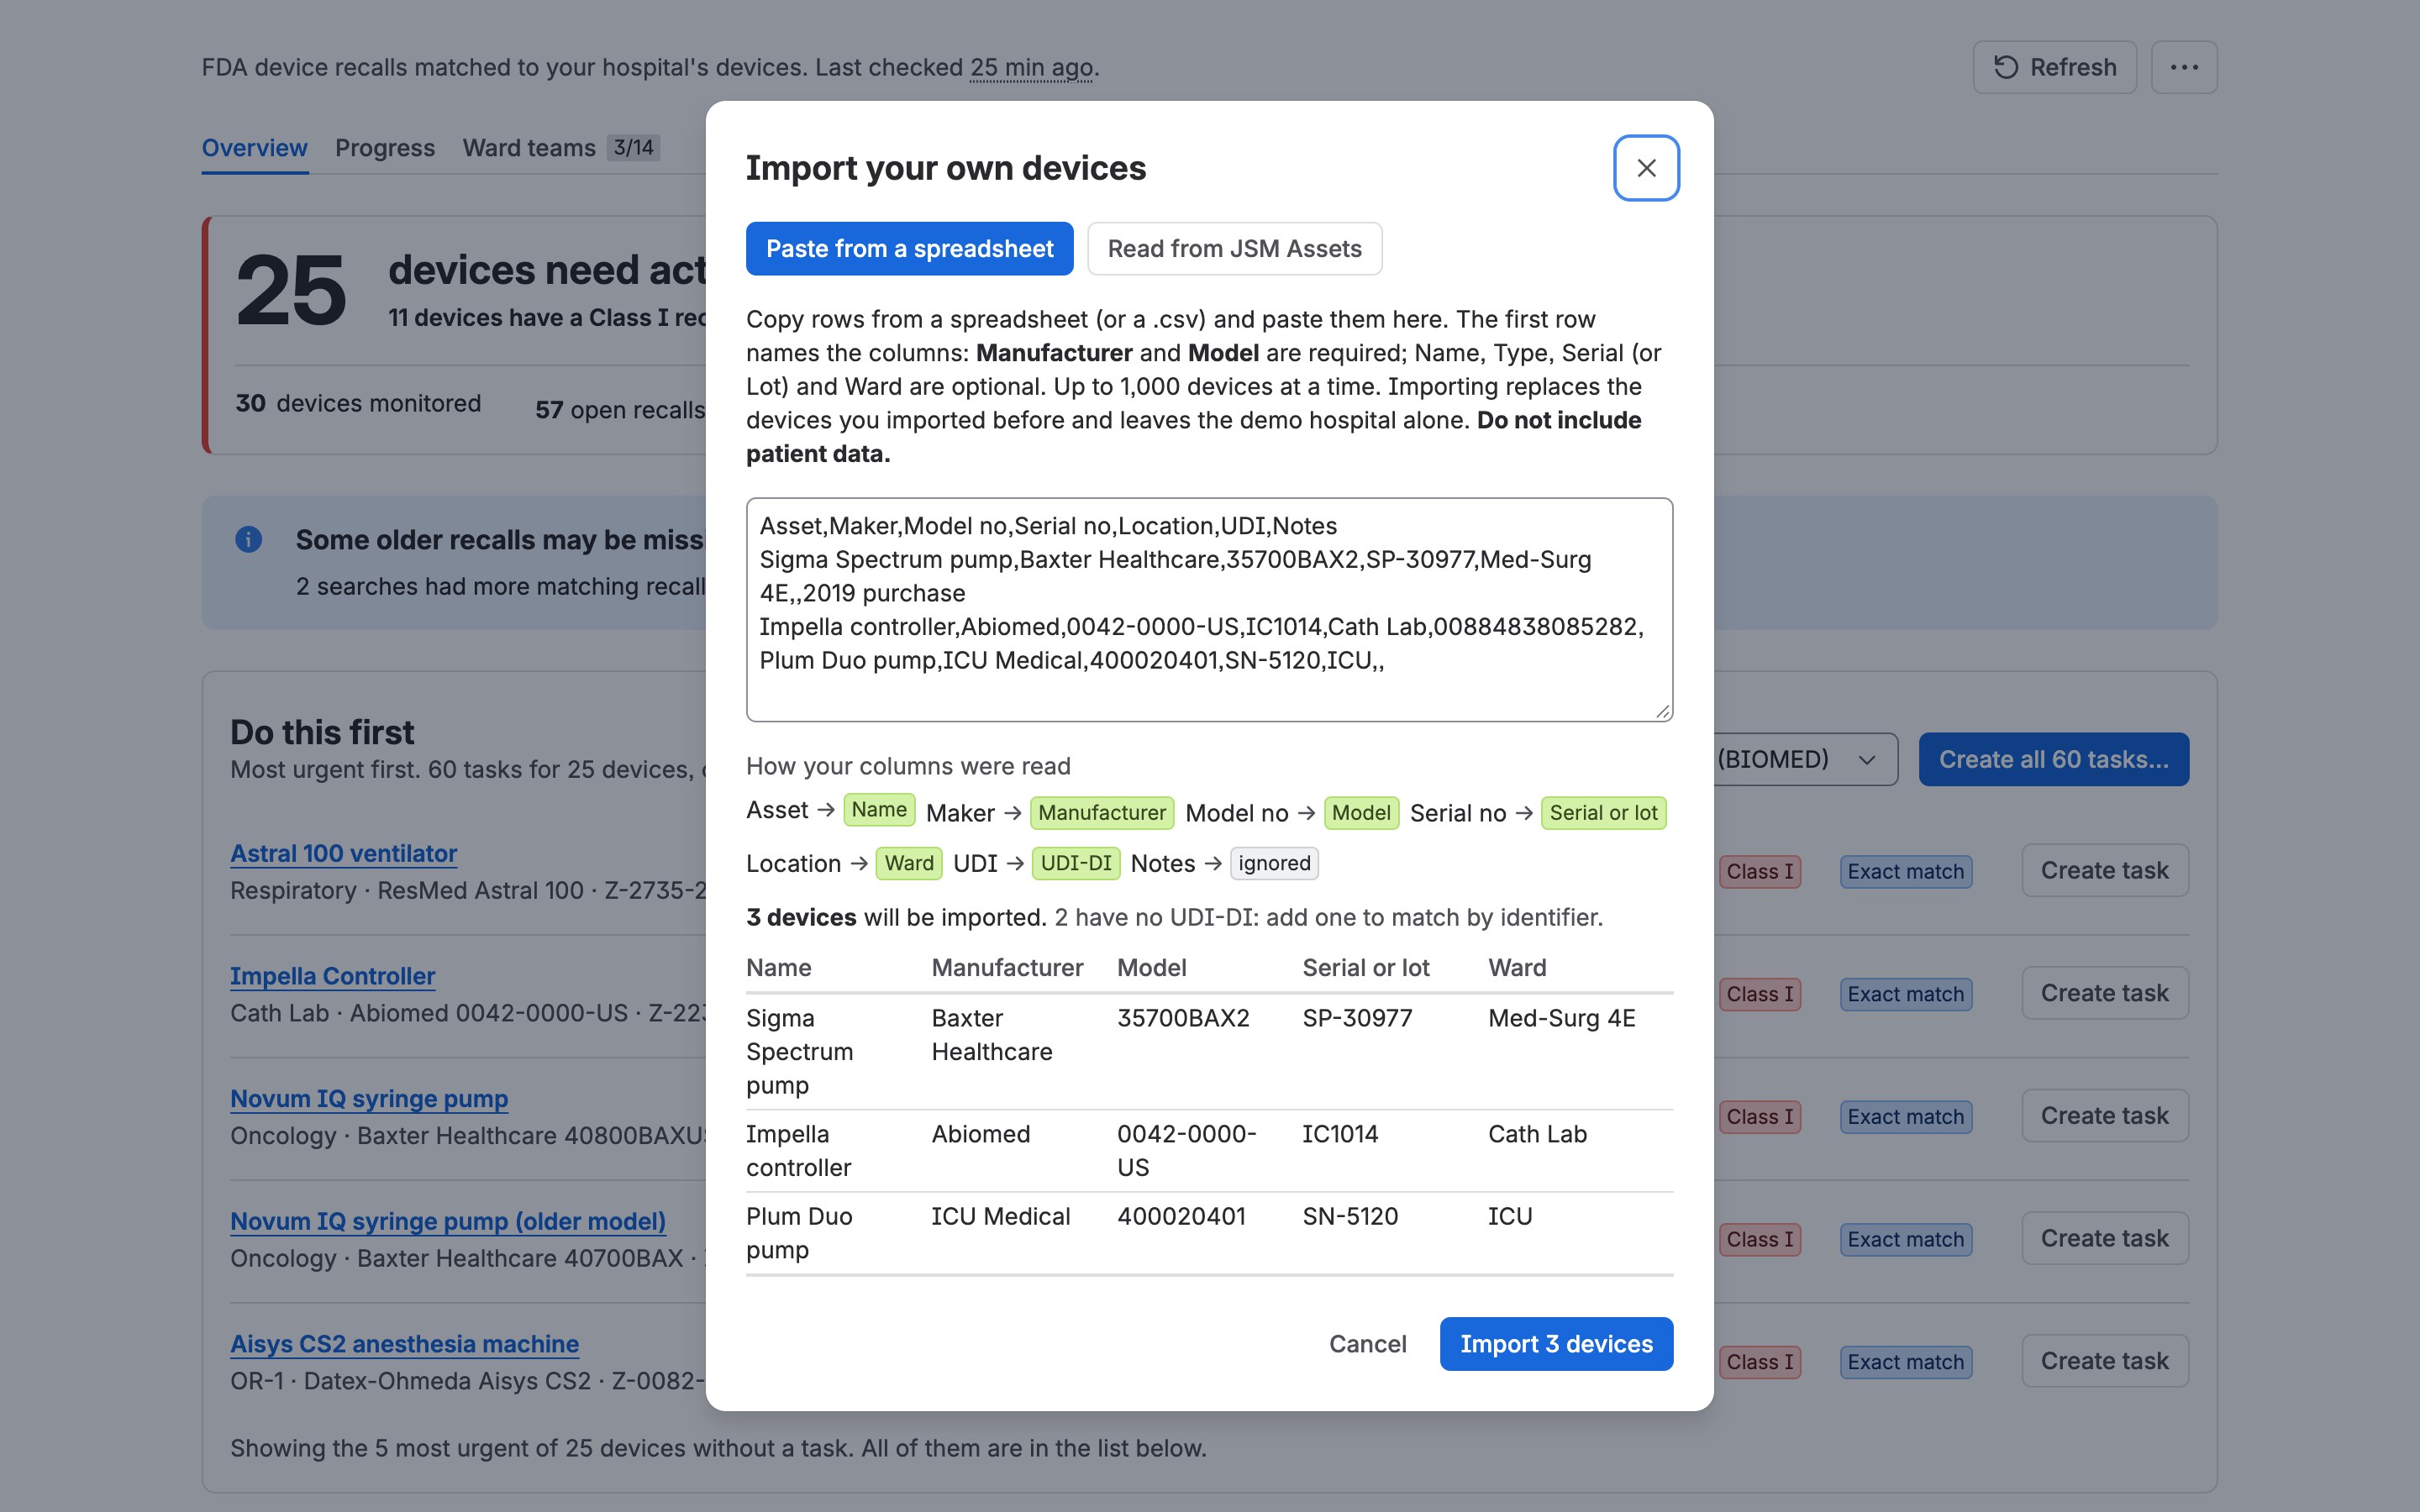 FDA device recalls matched to your hospital's devices. Last checked 25 min ago.
Refresh
Overview Progress Ward teams 3/14
25
devices need
11 devices have a Class I
30 devices monitored
57 open recalls
Some older recalls may be
2 searches had more matching
Do this first
Most urgent first. 60 tasks for 25 devices,
(BIOMED)
Create all 60 tasks...
Astral 100 ventilator
Respiratory · ResMed Astral 100 ·
Class I Exact match Create task
Impella Controller
Cath Lab · Abiomed 0042-0000-US ·
Class I Exact match Create task
Novum IQ syringe pump
Oncology · Baxter Healthcare
Class I Exact match Create task
Novum IQ syringe pump (older model)
Oncology · Baxter Healthcare 40700BAX ·
Class I Exact match Create task
Aisys CS2 anesthesia machine
OR-1 · Datex-Ohmeda Aisys CS2 ·
Class I Exact match Create task
Showing the 5 most urgent of 25 devices without a task. All of them are in the list below.
Import your own devices
Paste from a spreadsheet
Read from JSM Assets
Copy rows from a spreadsheet (or a .csv) and paste them here. The first row
names the columns: Manufacturer and Model are required; Name, Type, Serial (or
Lot) and Ward are optional. Up to 1,000 devices at a time. Importing replaces the
devices you imported before and leaves the demo hospital alone. Do not include
patient data.
Asset,Maker,Model no,Serial no,Location,UDI,Notes
Sigma Spectrum pump,Baxter Healthcare,35700BAX2,SP-30977,Med-Surg
4E,,2019 purchase
Impella controller,Abiomed,0042-0000-US,IC1014,Cath Lab,00884838085282,
Plum Duo pump,ICU Medical,400020401,SN-5120,ICU,,
How your columns were read
Asset → Name Maker → Manufacturer Model no → Model Serial no → Serial or lot
Location → Ward UDI → UDI-DI Notes → ignored
3 devices will be imported. 2 have no UDI-DI: add one to match by identifier.
Name Manufacturer Model Serial or lot Ward
Sigma Baxter 35700BAX2 SP-30977 Med-Surg 4E
Spectrum Healthcare
pump
Impella Abiomed 0042-0000- IC1014 Cath Lab
controller US
Plum Duo ICU Medical 400020401 SN-5120 ICU
pump
Cancel
Import 3 devices